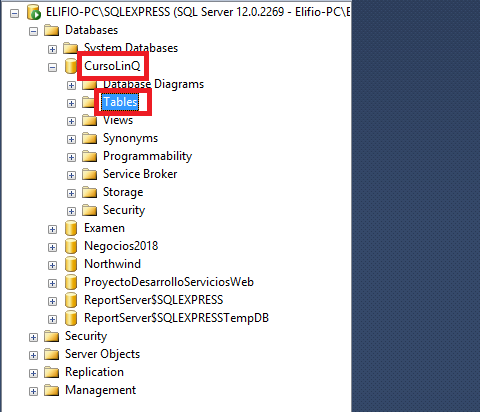 ELIFIO-PC\SQLEXPRESS (SQL Server 12.0.2269 - Elifio-PC\E
Databases
System Databases
CursoLinQ
Database Diagrams
Tables
Views
Synonyms
Programmability
Service Broker
Storage
Security
Examen
Negocios2018
Northwind
ProyectoDesarrolloServiciosWeb
ReportServer$SQLEXPRESS
ReportServer$SQLEXPRESSTempDB
Security
Server Objects
Replication
Management